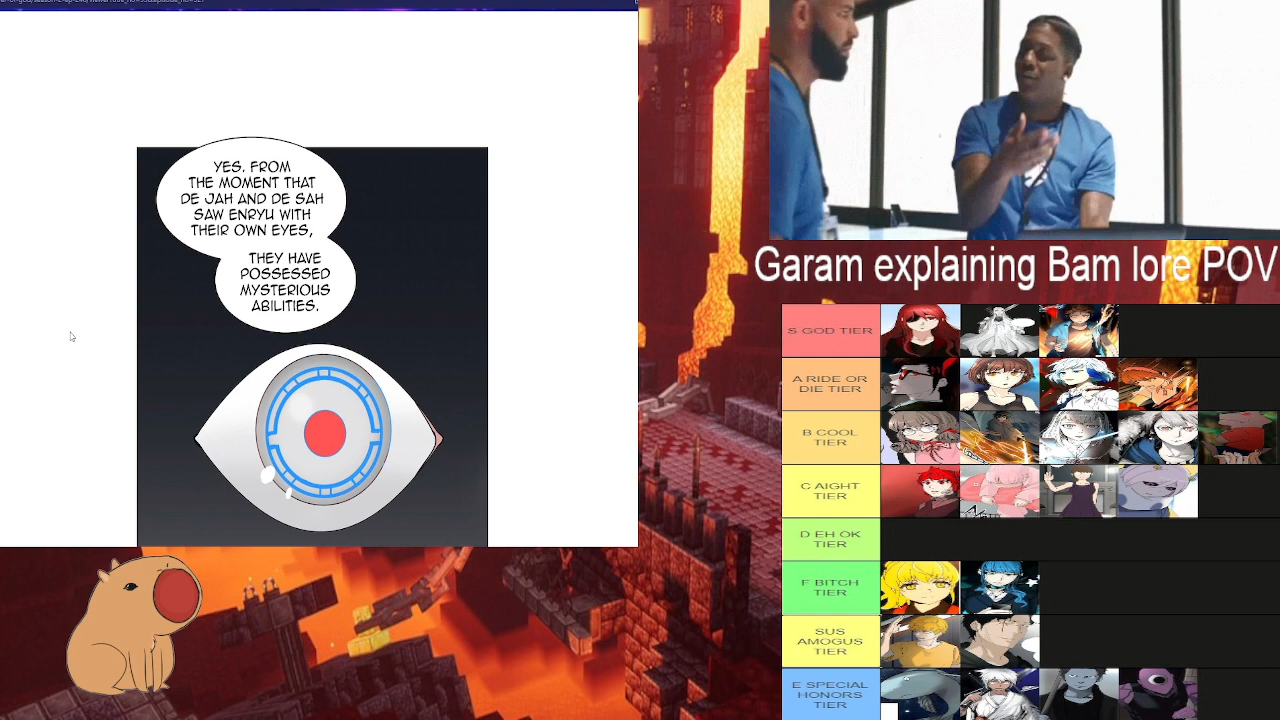 YES. FROM
THE MOMENT THAT
DE JAH AND DE SAH
SAW ENRYU WITH
THEIR OWN EYES,
THEY HAVE
POSSESSED
MYSTERIOUS
ABILITIES.
Garam explaining Bam lore POV
S GOD TIER
A RIDE OR
DIE TIER
B COOL
TIER
C AIGHT
TIER
D EH OK
TIER
F BITCH
TIER
SUS
AMOGUS
TIER
E SPECIAL
HONORS
TIER